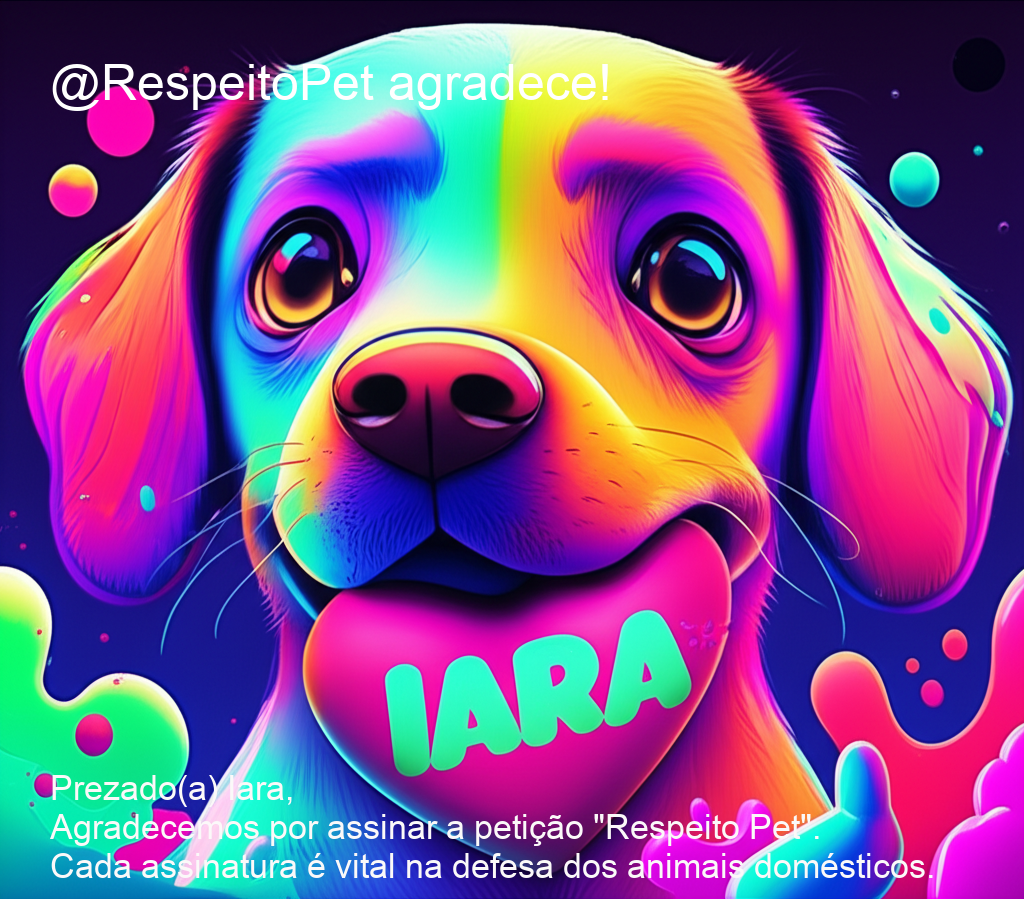 @RespeitoPet agradece!
IARA
Prezado(a) Iara,
Agradecemos por assinar a petição "Respeito Pet".
Cada assinatura é vital na defesa dos animais domésticos.